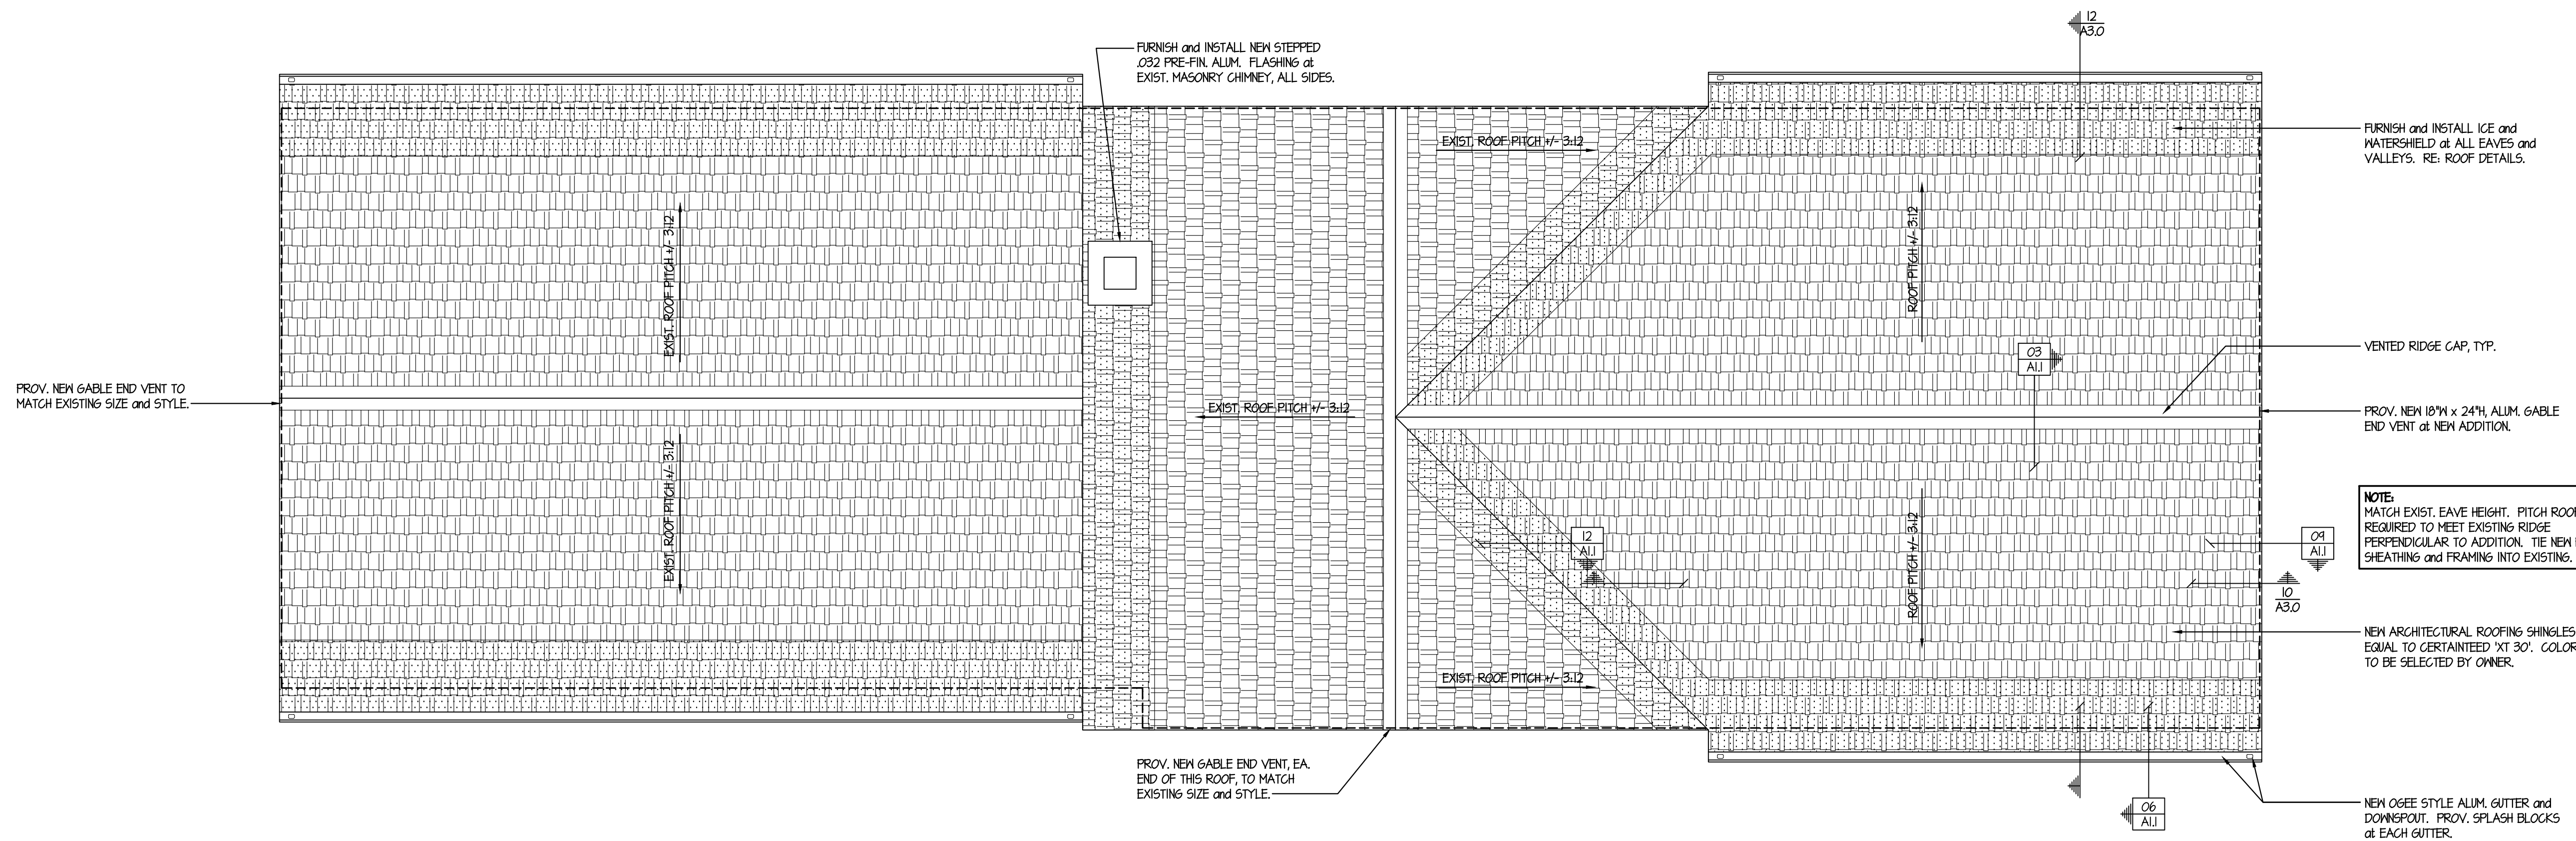 12
A3.0
FURNISH and INSTALL NEW STEPPED
.032 PRE-FIN. ALUM. FLASHING at
EXIST. MASONRY CHIMNEY, ALL SIDES.
EXIST. ROOF PITCH +/- 3:12
FURNISH and INSTALL ICE and
WATERSHIELD at ALL EAVES and
VALLEYS. RE: ROOF DETAILS.
EXIST. ROOF PITCH +/- 3:12
ROOF PITCH +/- 3:12
03
A1.1
VENTED RIDGE CAP, TYP.
PROV. NEW GABLE END VENT TO
MATCH EXISTING SIZE and STYLE.
EXIST. ROOF PITCH +/- 3:12
PROV. NEW 18"W x 24"H, ALUM. GABLE
END VENT at NEW ADDITION.
EXIST. ROOF PITCH +/- 3:12
ROOF PITCH +/- 3:12
NOTE:
MATCH EXIST. EAVE HEIGHT. PITCH ROOF
REQUIRED TO MEET EXISTING RIDGE
PERPENDICULAR TO ADDITION. TIE NEW
SHEATHING and FRAMING INTO EXISTING.
12
A1.1
09
A1.1
10
A3.0
NEW ARCHITECTURAL ROOFING SHINGLES
EQUAL TO CERTAINTEED 'XT 30'. COLOR
TO BE SELECTED BY OWNER.
EXIST. ROOF PITCH +/- 3:12
PROV. NEW GABLE END VENT, EA.
END OF THIS ROOF, TO MATCH
EXISTING SIZE and STYLE.
06
A1.1
NEW OGEE STYLE ALUM. GUTTER and
DOWNSPOUT. PROV. SPLASH BLOCKS
at EACH GUTTER.